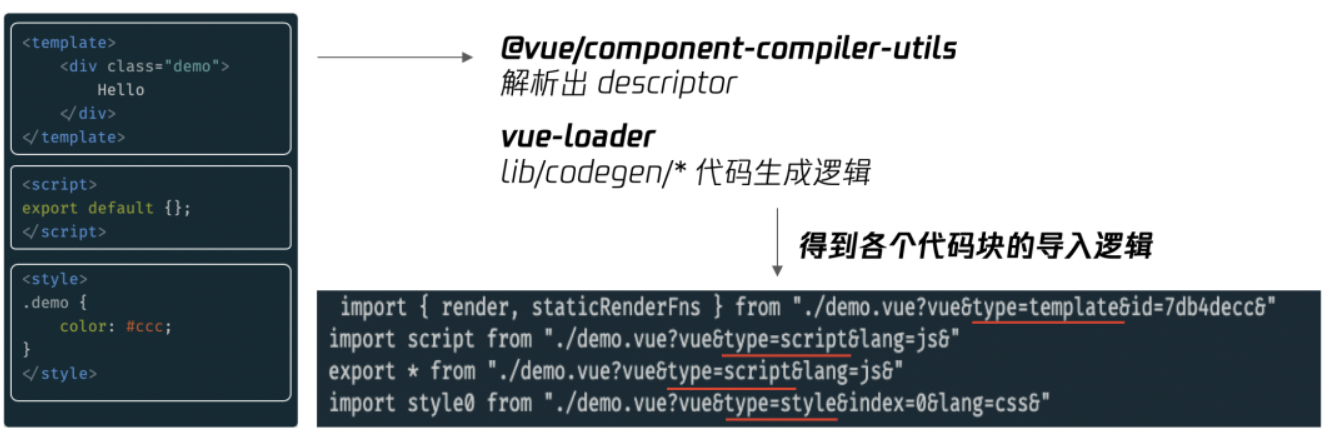 <template>
    <div class="demo">
        Hello
    </div>
</template>
<script>
export default {};
</script>
<style>
.demo {
    color: #ccc;
}
</style>
@vue/component-compiler-utils
解析出 descriptor
vue-loader
lib/codegen/* 代码生成逻辑
得到各个代码块的导入逻辑
import { render, staticRenderFns } from "./demo.vue?vue&type=template&id=7db4decc&"
import script from "./demo.vue?vue&type=script&lang=js&"
export * from "./demo.vue?vue&type=script&lang=js&"
import style0 from "./demo.vue?vue&type=style&index=0&lang=css&"